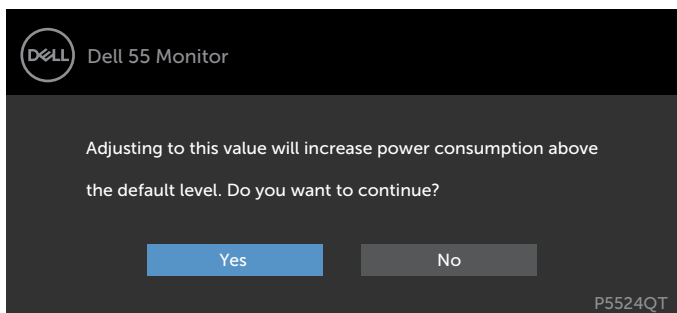 DELL Dell 55 Monitor
Adjusting to this value will increase power consumption above
the default level. Do you want to continue?
Yes No
P5524QT